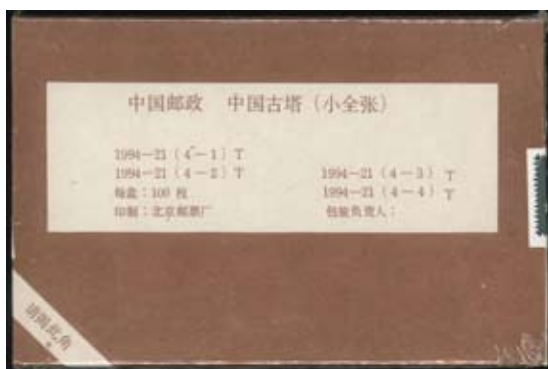 中国邮政 中国古塔（小全张）
1994—21（4—1）T
1994—21（4—2）T 1994—21（4—3）T
每盒：100 枚 1994—21（4—4）T
印制：北京邮票厂 包装负责人：
请阅此角